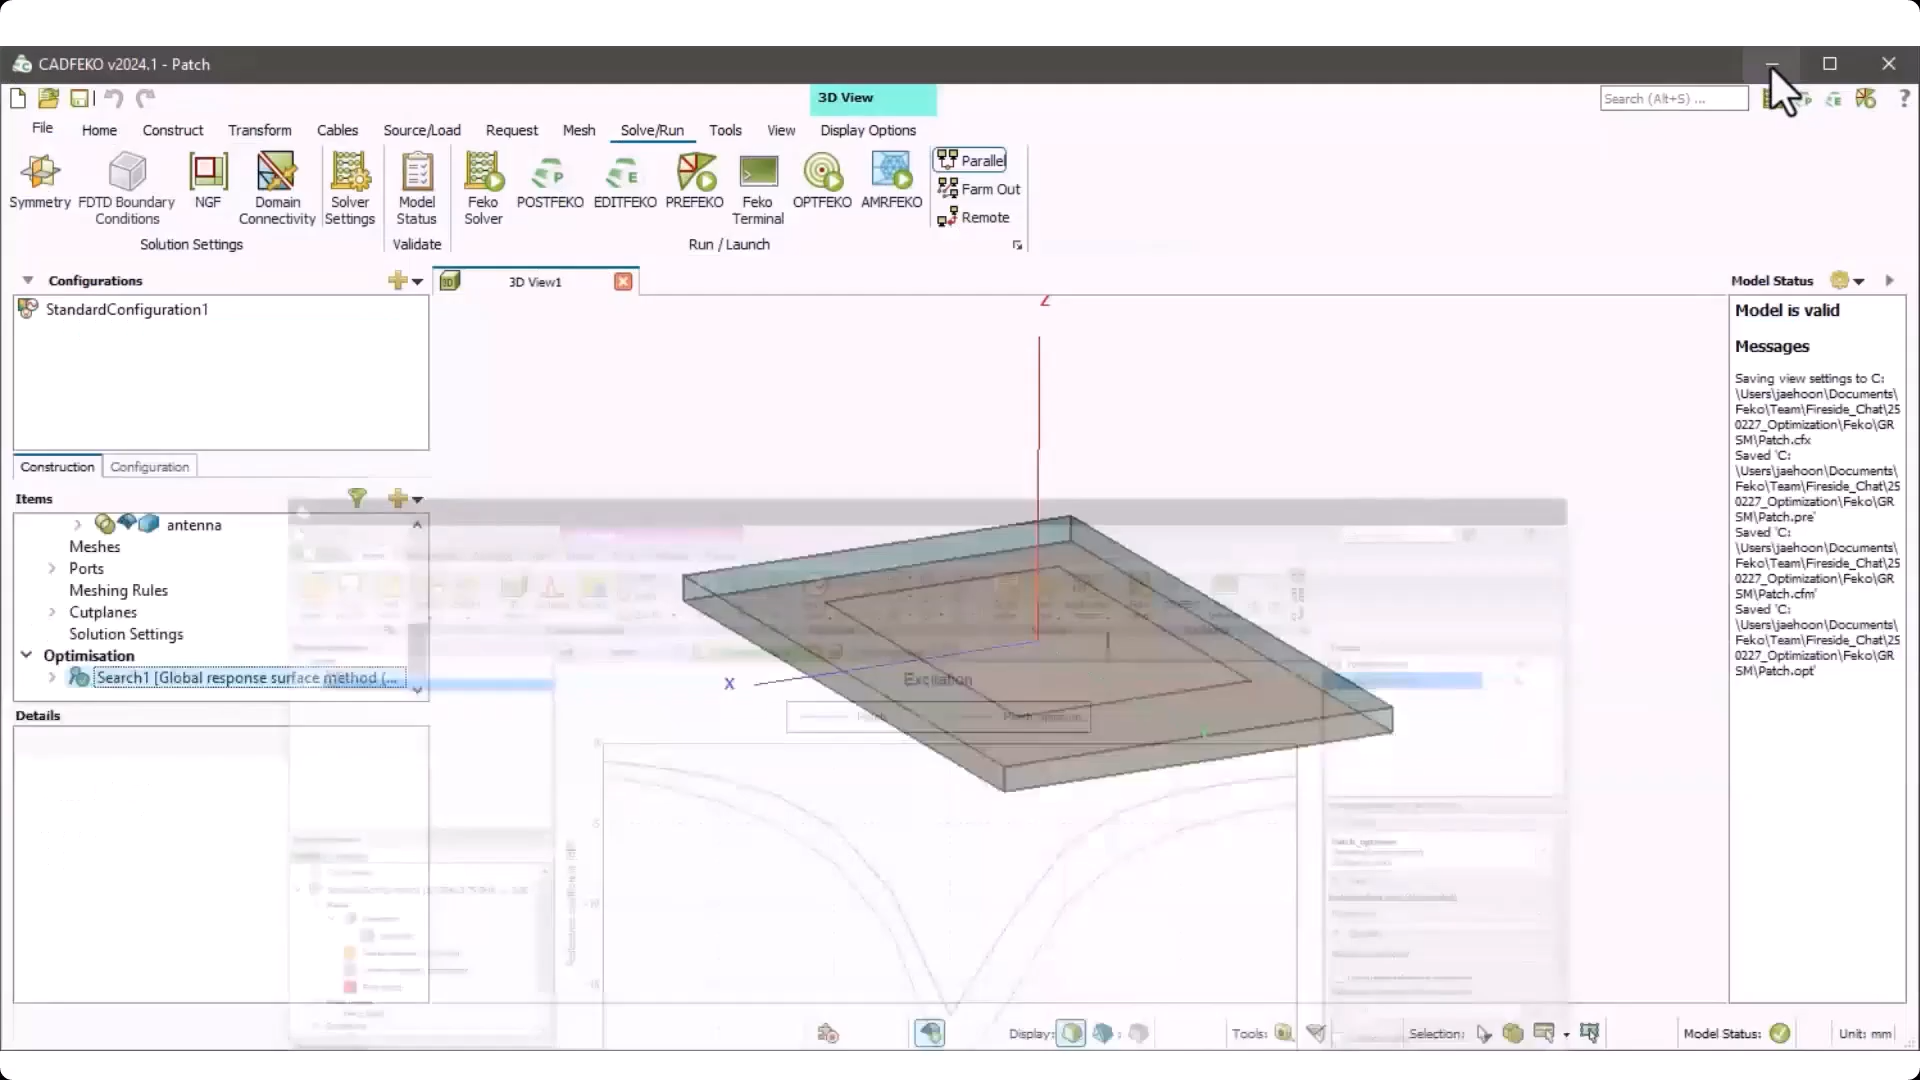 CADFEKO v2024.1 - Patch
3D View
Search (Alt+S) ...
File Home Construct Transform Cables Source/Load Request Mesh Solve/Run Tools View Display Options
Symmetry
FDTD Boundary Conditions
NGF
Domain Connectivity
Solver Settings
Model Status
Feko Solver
POSTFEKO
EDITFEKO
PREFEKO
Feko Terminal
OPTFEKO
AMRFEKO
Parallel
Farm Out
Remote
Solution Settings
Validate
Run / Launch
Configurations
3D View1
Model Status
StandardConfiguration1
Construction
Configuration
Items
antenna
Meshes
Ports
Meshing Rules
Cutplanes
Solution Settings
Optimisation
Search1 [Global response surface method (...
Details
Z
X
Excitation
Model is valid
Messages
Saving view settings to C:
\Users\jaehoon\Documents\
Feko\Team\Fireside_Chat\25
0227_Optimization\Feko\GR
SM\Patch.cfx
Saved 'C:
\Users\jaehoon\Documents\
Feko\Team\Fireside_Chat\25
0227_Optimization\Feko\GR
SM\Patch.pre'
Saved 'C:
\Users\jaehoon\Documents\
Feko\Team\Fireside_Chat\25
0227_Optimization\Feko\GR
SM\Patch.cfm'
Saved 'C:
\Users\jaehoon\Documents\
Feko\Team\Fireside_Chat\25
0227_Optimization\Feko\GR
SM\Patch.opt'
Display:
Tools:
Selection:
Model Status:
Unit: mm